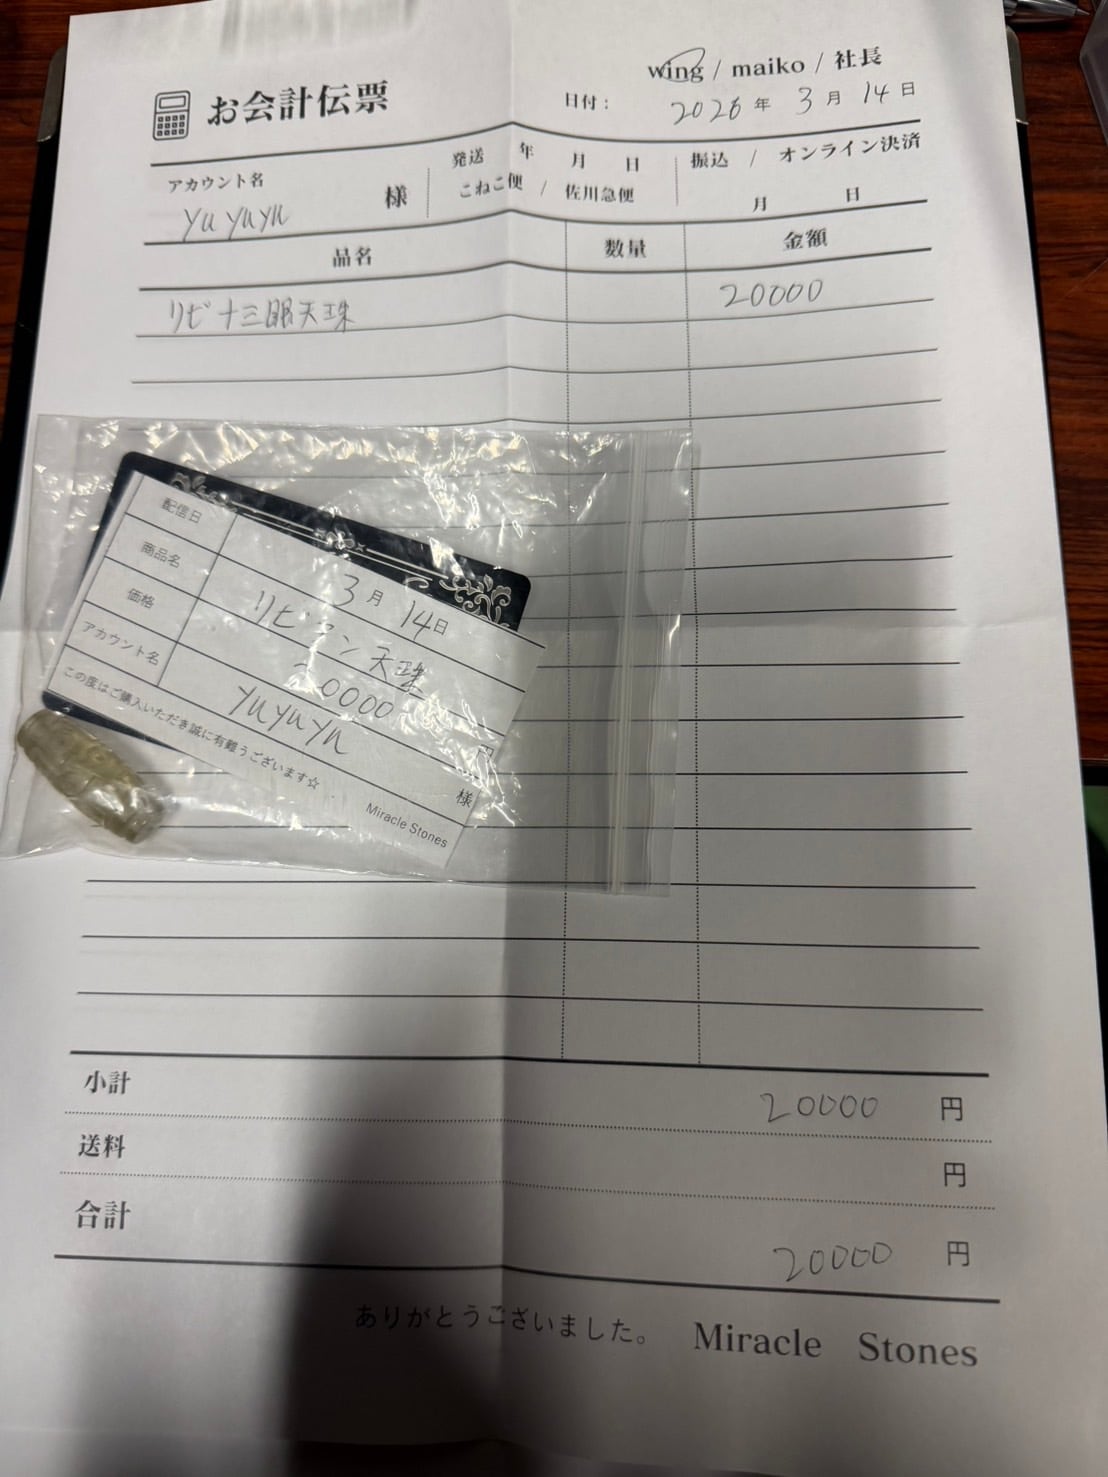 wing / maiko / 社長
お会計伝票
日付： 2026年 3月 14日
アカウント名
yuyuyu 様
発送 年 月 日
こねこ便 / 佐川急便
振込 / オンライン決済
月 日
品名 数量 金額
リビ十三眼天珠 20000
配信日 3月 14日
商品名 リビアン天珠
価格 20000 円
アカウント名 yuyuyu 様
この度はご購入いただき誠に有難うございます☆
Miracle Stones
小計 20000 円
送料 円
合計 20000 円
ありがとうございました。 Miracle Stones